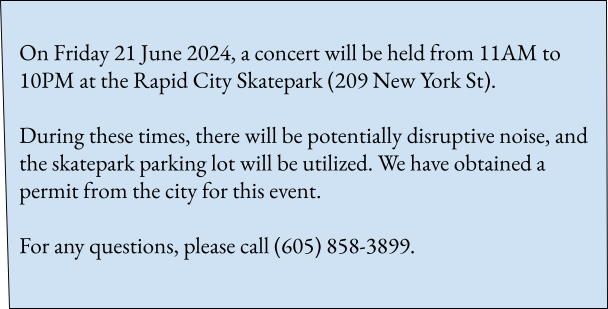 On Friday 21 June 2024, a concert will be held from 11AM to
10PM at the Rapid City Skatepark (209 New York St).
During these times, there will be potentially disruptive noise, and
the skatepark parking lot will be utilized. We have obtained a
permit from the city for this event.
For any questions, please call (605) 858-3899.